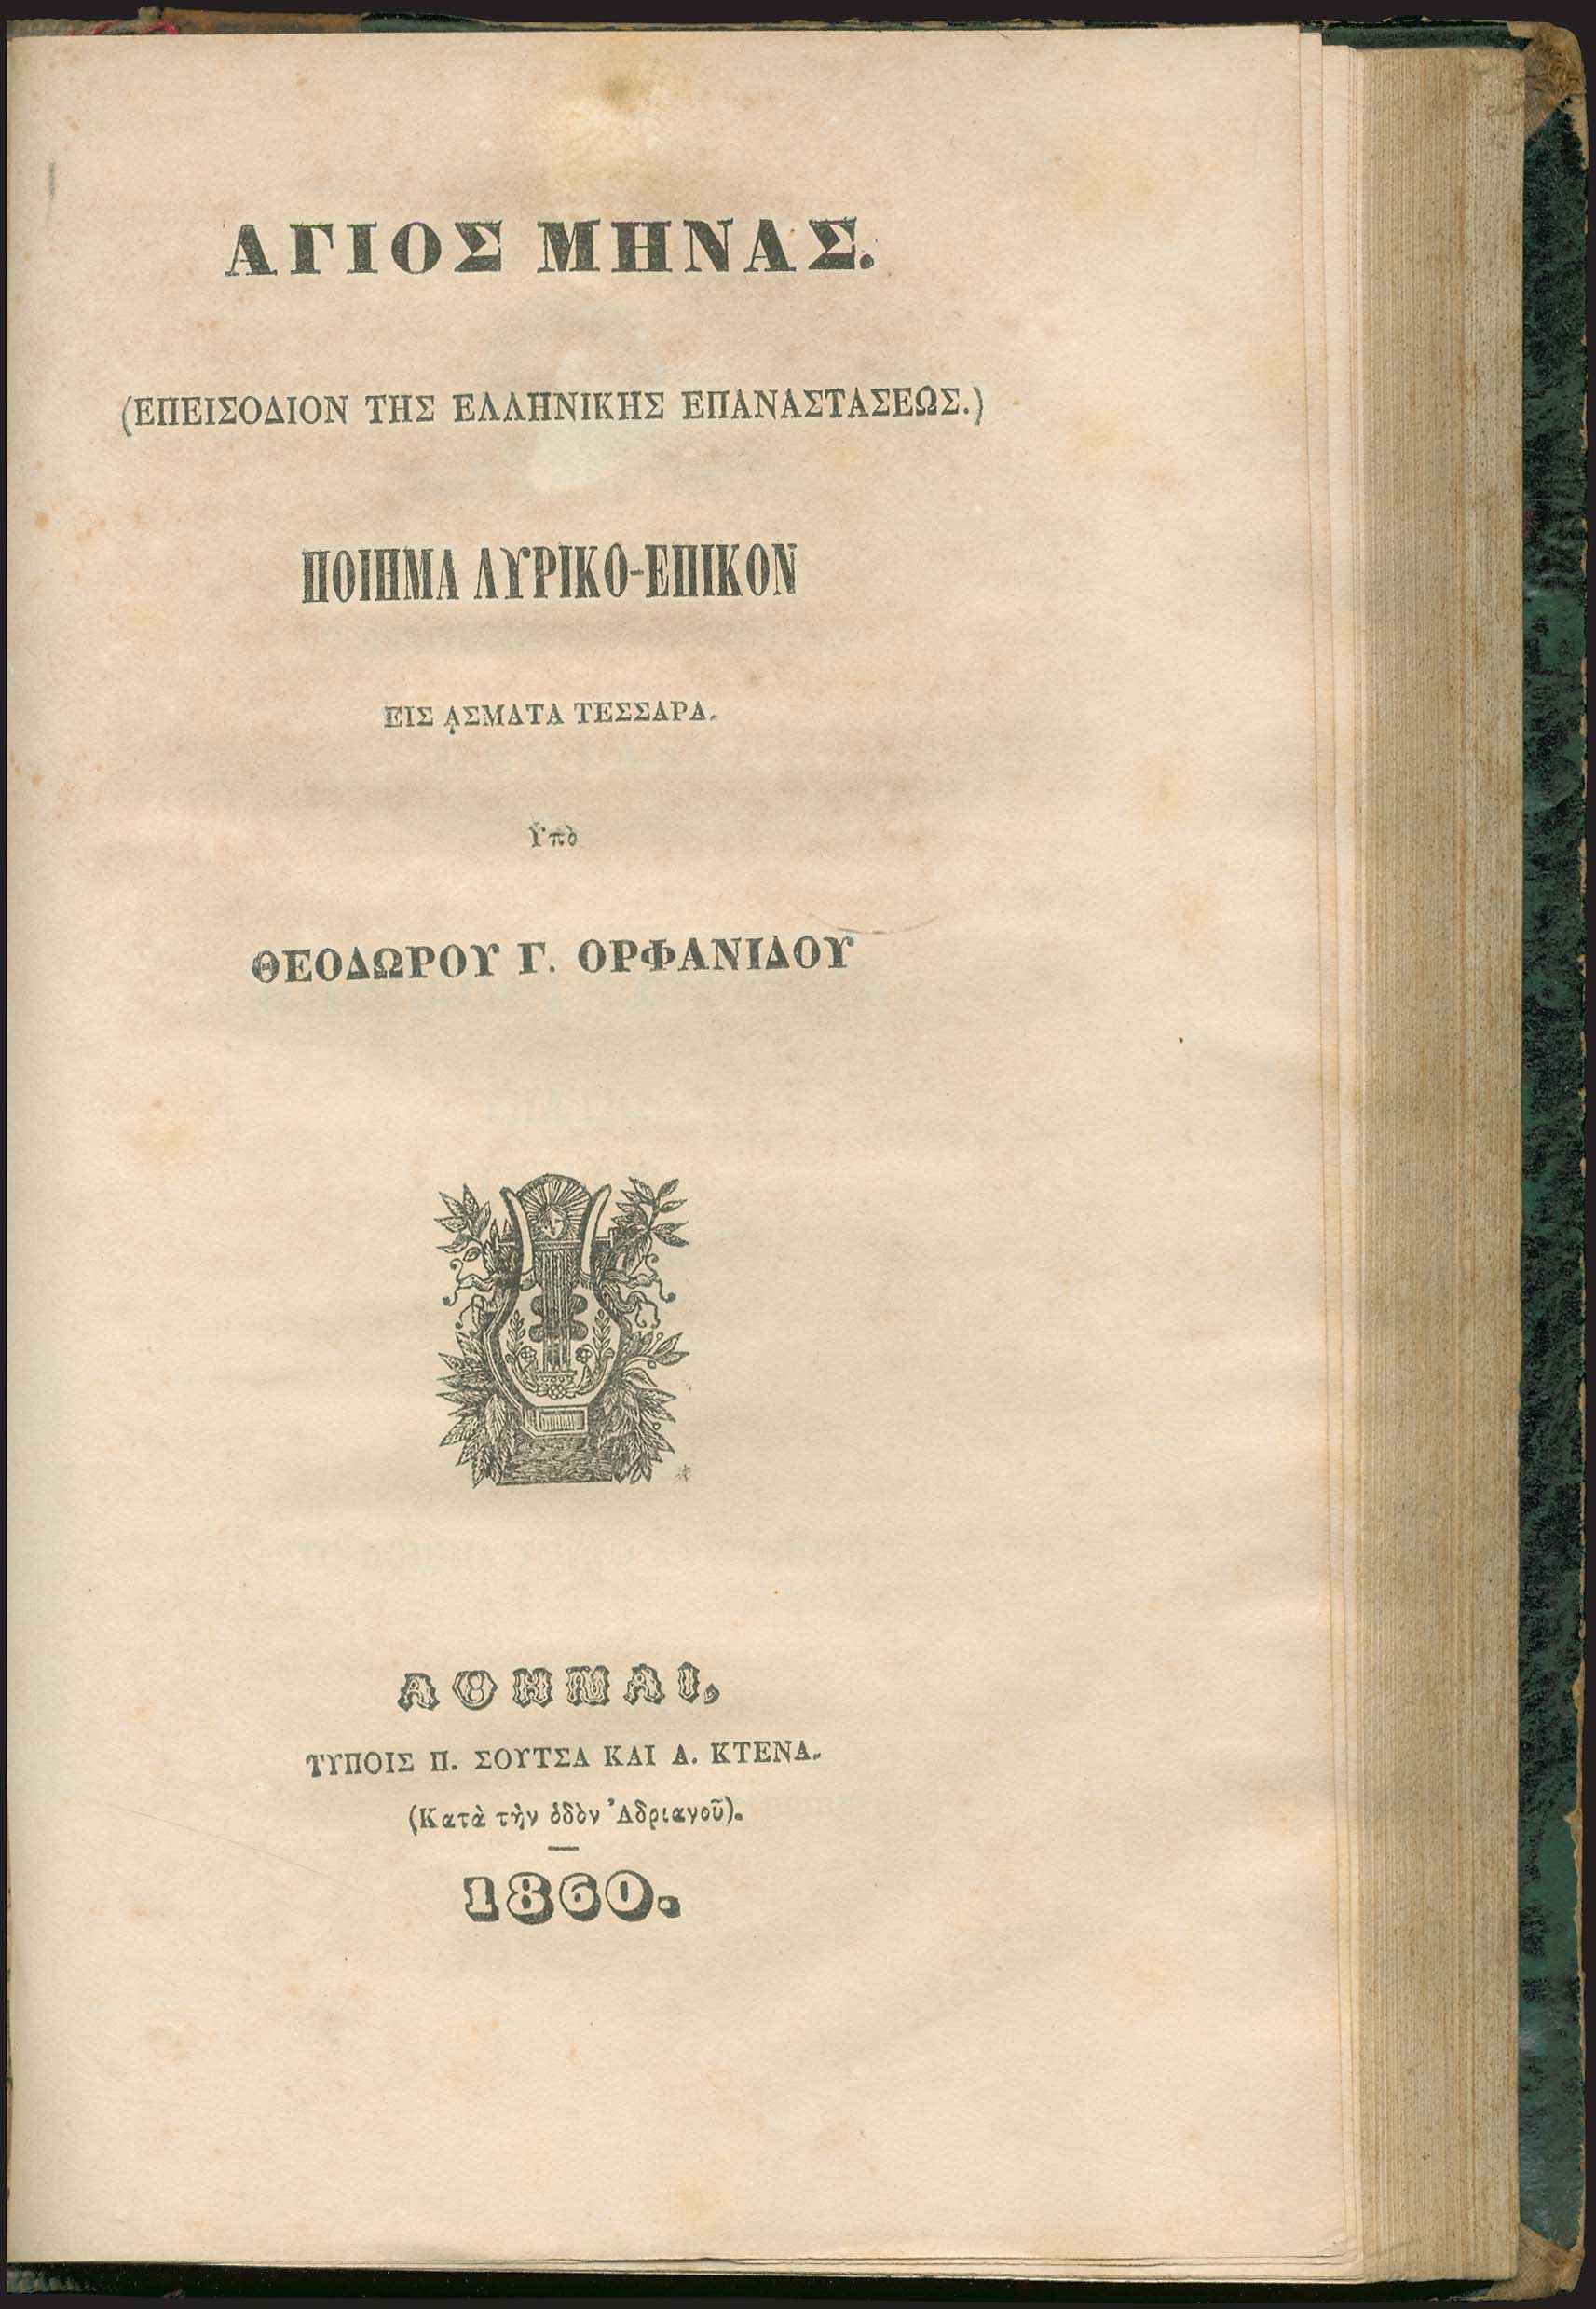 ΑΓΙΟΣ ΜΗΝΑΣ.
(ΕΠΕΙΣΟΔΙΟΝ ΤΗΣ ΕΛΛΗΝΙΚΗΣ ΕΠΑΝΑΣΤΑΣΕΩΣ.)
ΠΟΙΗΜΑ ΛΥΡΙΚΟ-ΕΠΙΚΟΝ
ΕΙΣ ᾼΣΜΑΤΑ ΤΕΣΣΑΡΑ.
Ὑπὸ
ΘΕΟΔΩΡΟΥ Γ. ΟΡΦΑΝΙΔΟΥ
ΑΘΗΝΑΙ,
ΤΥΠΟΙΣ Π. ΣΟΥΤΣΑ ΚΑΙ Α. ΚΤΕΝΑ.
(Κατὰ τὴν ὁδὸν Ἀδριανοῦ).
1860.